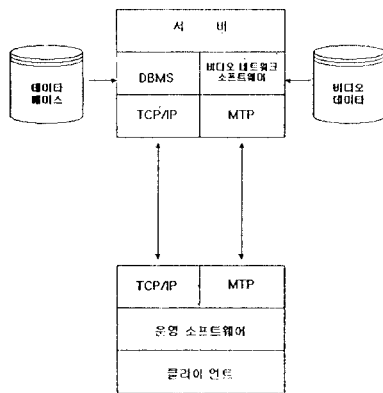 서 버
데이타
베이스
DBMS
비디오 네트워크
소프트웨어
비디오
데이타
TCP/IP
MTP
TCP/IP
MTP
운영 소프트웨어
클라이언트